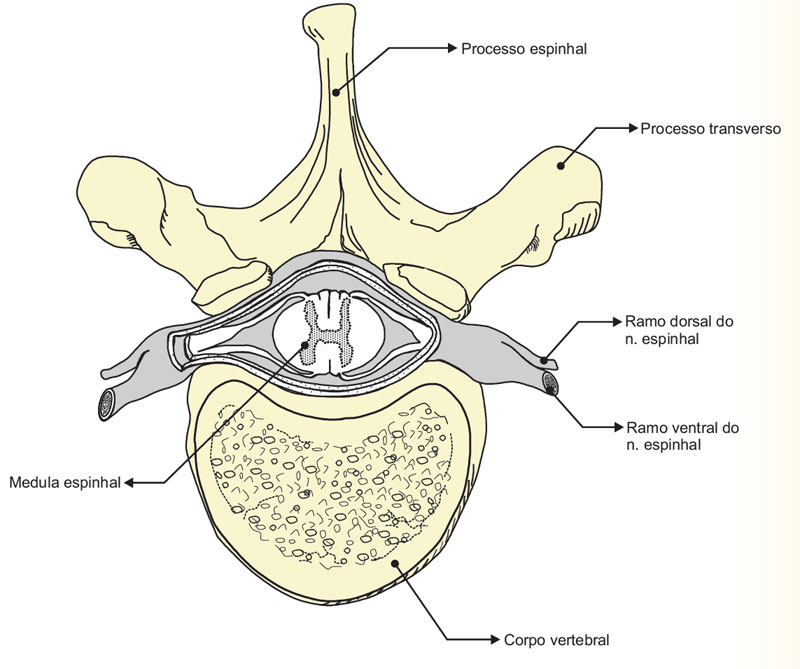 Processo espinhal
Processo transverso
Ramo dorsal do
n. espinhal
Ramo ventral do
n. espinhal
Medula espinhal
Corpo vertebral